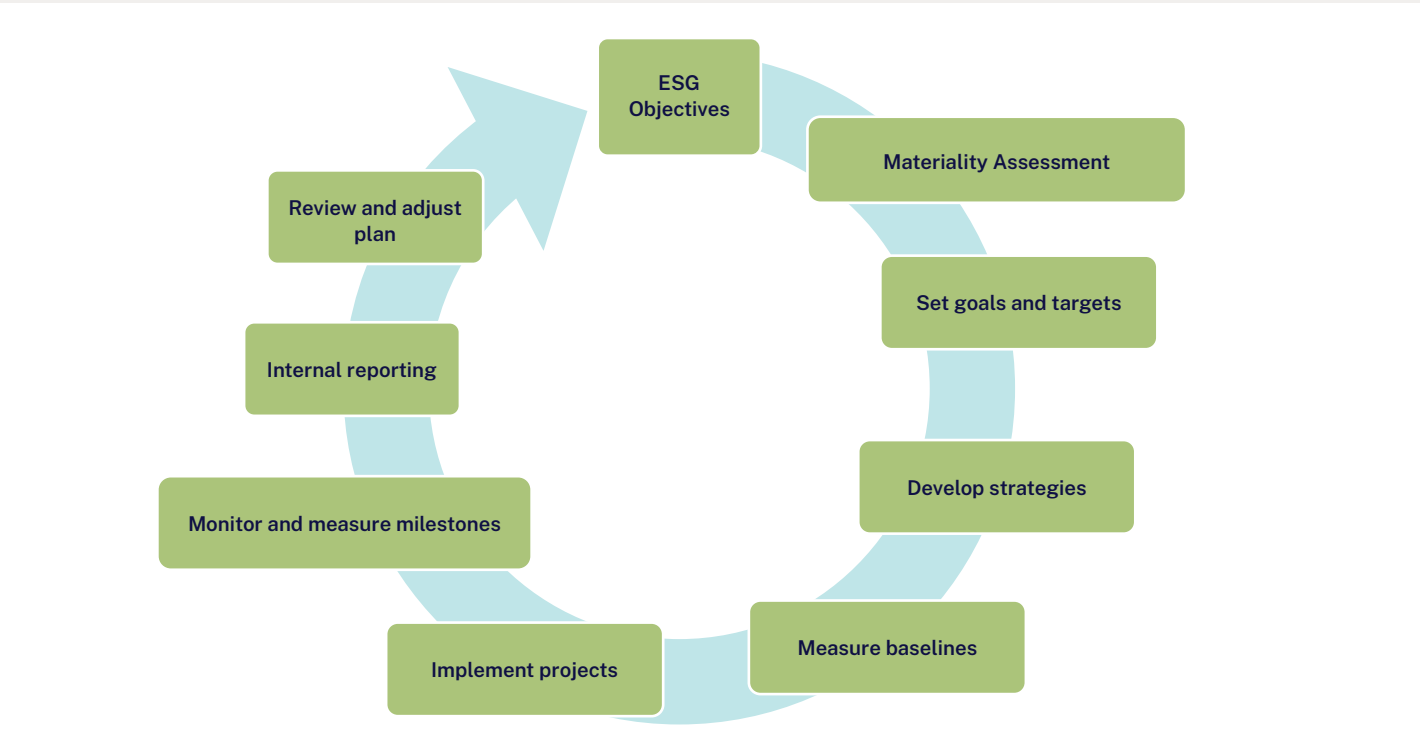 ESG
Objectives
Materiality Assessment
Set goals and targets
Develop strategies
Measure baselines
Implement projects
Monitor and measure milestones
Internal reporting
Review and adjust
plan